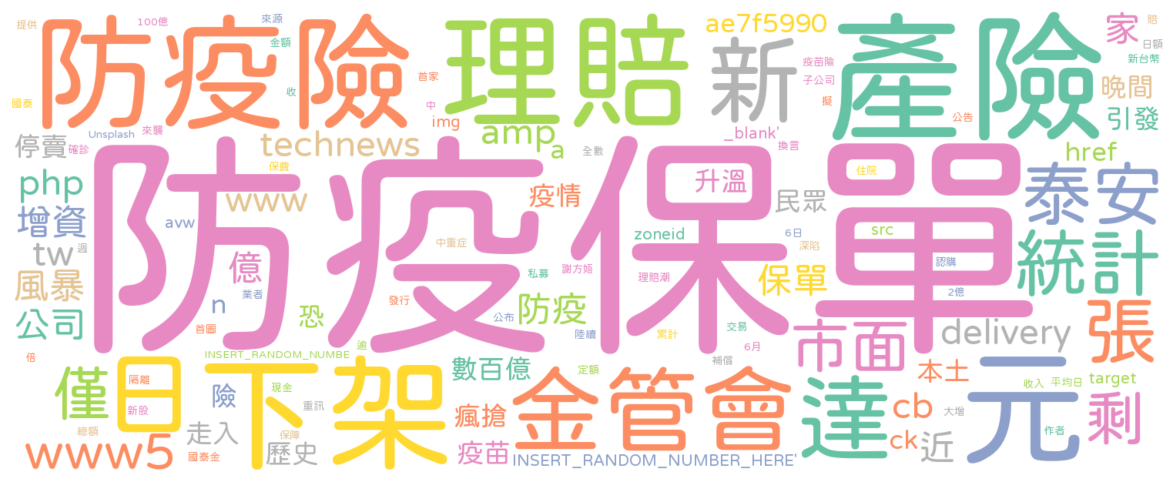 提供
100億
來源
金額
防疫險
理賠
ae7f5990
新
產險
家
賠
日額
新台幣
疫苗險
子公司
擬
晚間
首家
收
中
img
國泰
Unsplash
來襲
amp
a
_blank'
換言
公告
引發
停賣
確診
technews
保費
全數
href
防疫保單
php
www
疫情
升溫
民眾
住院
泰安
增資
avw
中重症
zoneid
6日
src
深陷
tw
週
億
業者
謝方娪
私募
理賠潮
保單
認購
2億
統計
風暴
n
恐
發行
防疫
公司
首圖
公布
陸續
累計
交易
市面
delivery
張
倍
INSERT_RANDOM_NUMBE
逾
數百億
定額
補償
6月
本土
收入
平均日
target
僅
隔離
日
下架
險
新股
現金
重訊
瘋搶
金管會
達
cb
大增
元
作者
剩
總額
走入
保障
歷史
疫苗
ck
近
www5
國泰金
INSERT_RANDOM_NUMBER_HERE'